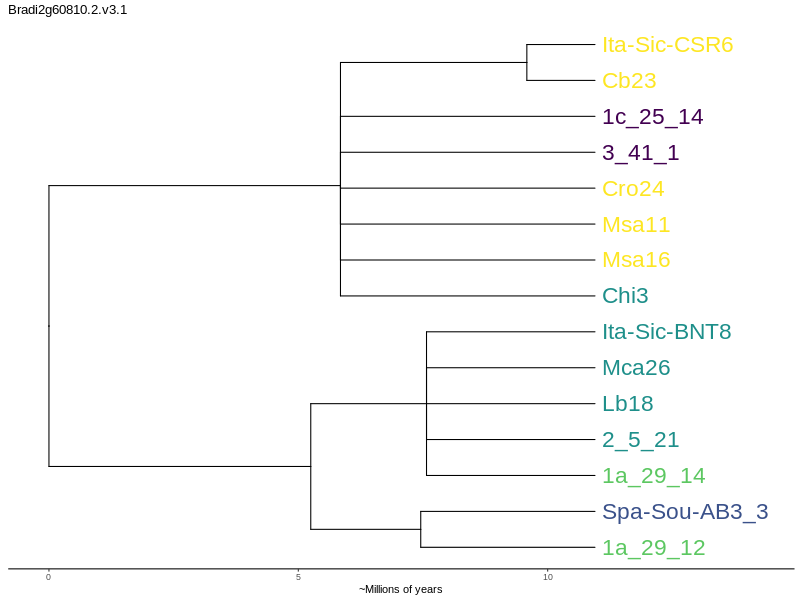 Bradi2g60810.2.v3.1
Ita-Sic-CSR6
Cb23
1c_25_14
3_41_1
Cro24
Msa11
Msa16
Chi3
Ita-Sic-BNT8
Mca26
Lb18
2_5_21
1a_29_14
Spa-Sou-AB3_3
1a_29_12
0 5 10
~Millions of years